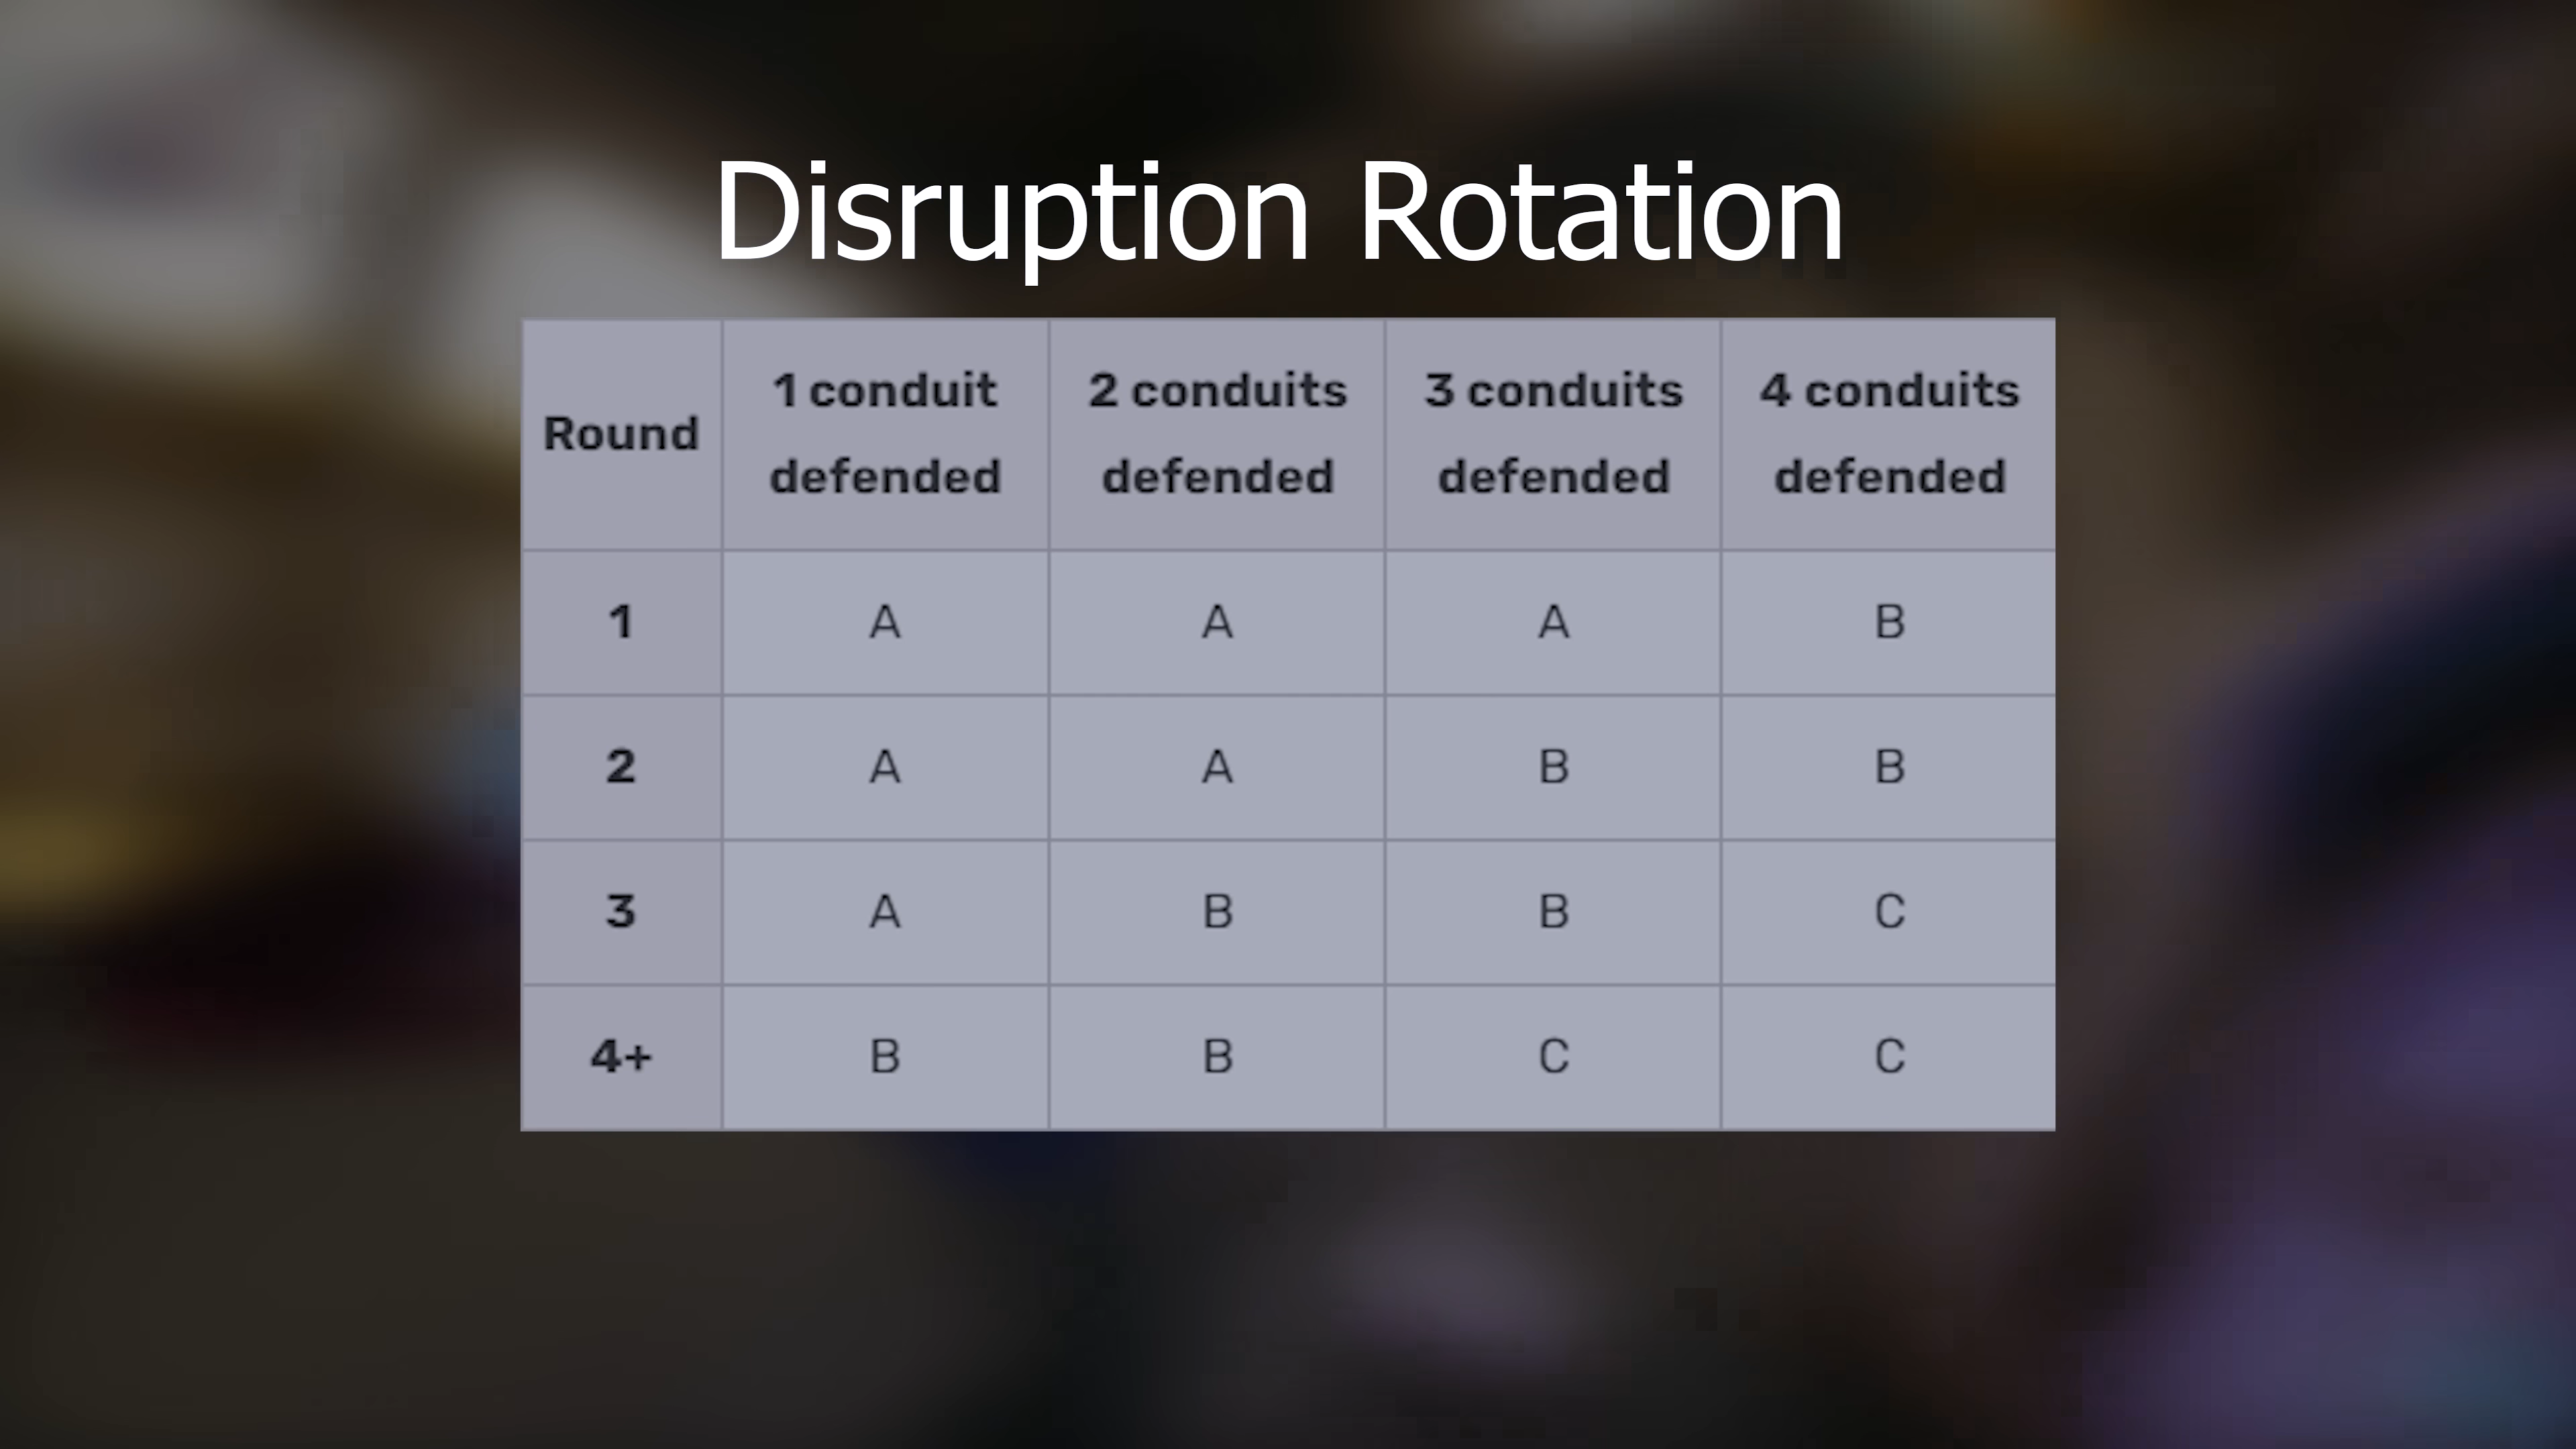 Disruption Rotation
Round 1 conduit defended 2 conduits defended 3 conduits defended 4 conduits defended
1 A A A B
2 A A B B
3 A B B C
4+ B B C C